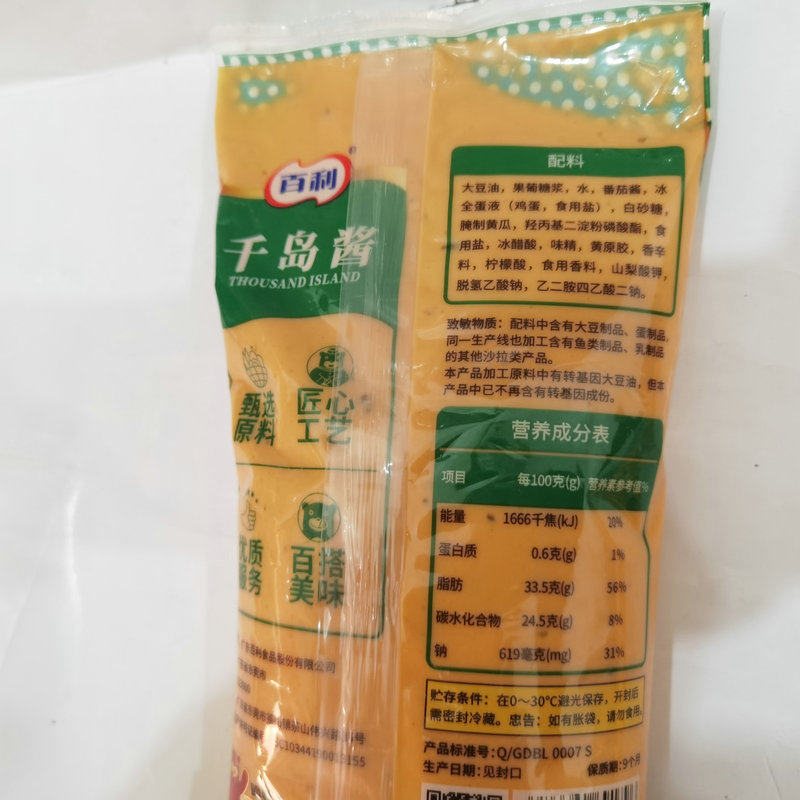 百利
千岛酱
THOUSAND ISLAND
甄选
原料
匠心
工艺
优质
服务
百搭
美味
广东百利食品股份有限公司
配料
大豆油，果葡糖浆，水，番茄酱，冰
全蛋液（鸡蛋，食用盐），白砂糖，
腌制黄瓜，羟丙基二淀粉磷酸酯，食
用盐，冰醋酸，味精，黄原胶，香辛
料，柠檬酸，食用香料，山梨酸钾，
脱氢乙酸钠，乙二胺四乙酸二钠。
致敏物质：配料中含有大豆制品、蛋制品，
同一生产线也加工含有鱼类制品、乳制品
的其他沙拉类产品。
本产品加工原料中有转基因大豆油，但本
产品中已不再含有转基因成份。
营养成分表
项目 每100克(g) 营养素参考值%
能量 1666千焦(kJ) 20%
蛋白质 0.6克(g) 1%
脂肪 33.5克(g) 56%
碳水化合物 24.5克(g) 8%
钠 619毫克(mg) 31%
贮存条件：在0～30℃避光保存，开封后
需密封冷藏。忠告：如有胀袋，请勿食用。
产品标准号：Q/GDBL 0007 S
生产日期：见封口 保质期：9个月